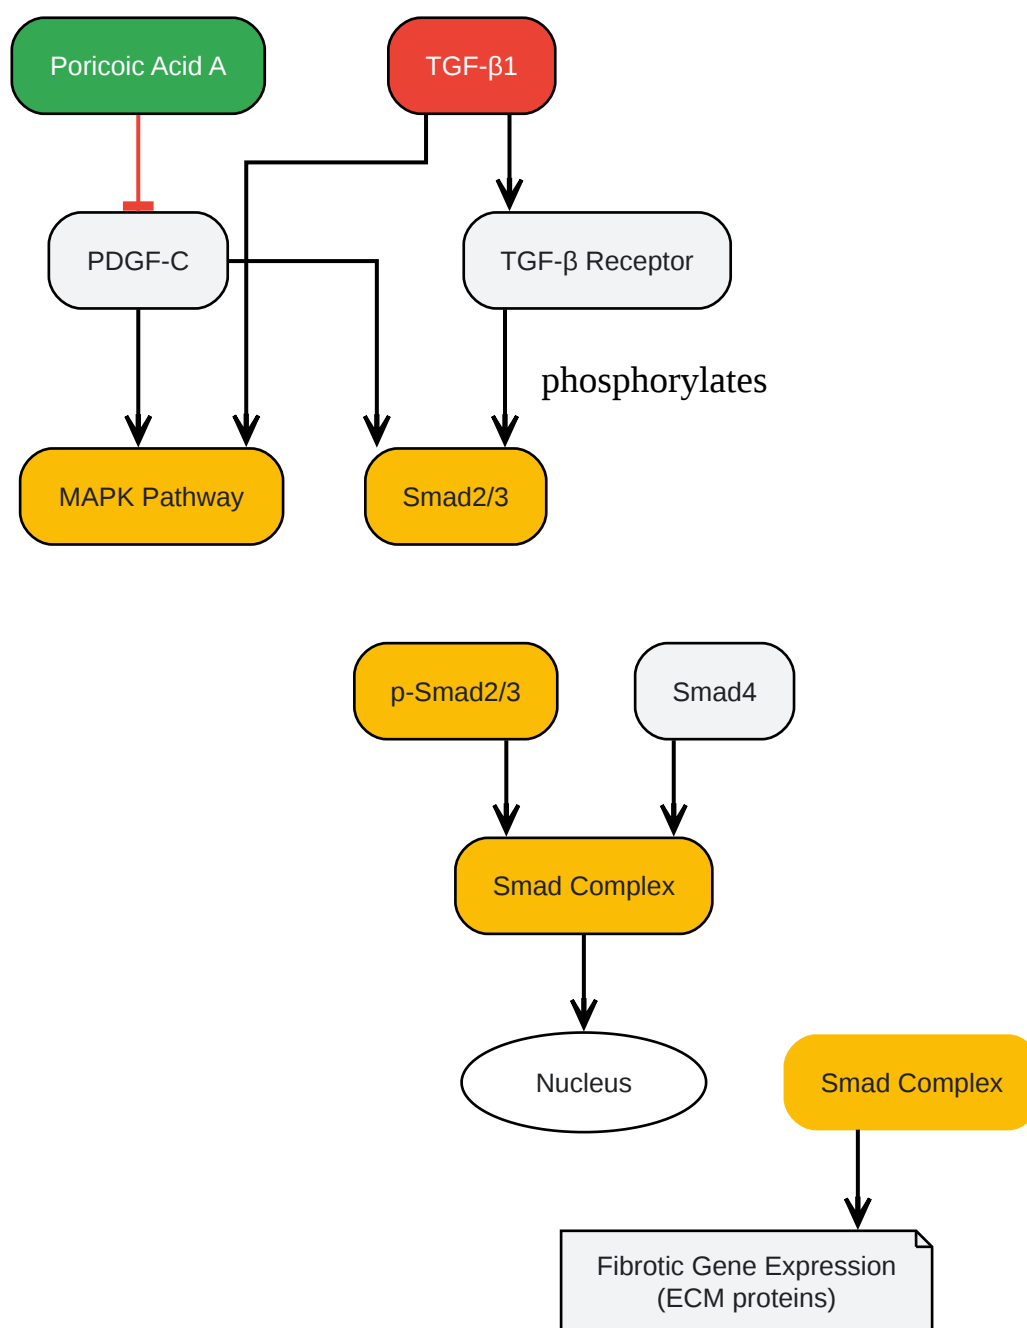 Poricoic Acid A
TGF-β1
PDGF-C
TGF-β Receptor
phosphorylates
MAPK Pathway
Smad2/3
p-Smad2/3
Smad4
Smad Complex
Nucleus
Smad Complex
Fibrotic Gene Expression
(ECM proteins)